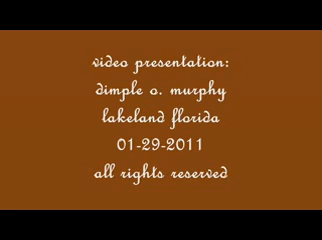 video presentation:
dimple o. murphy
lakeland florida
01-29-2011
all rights reserved